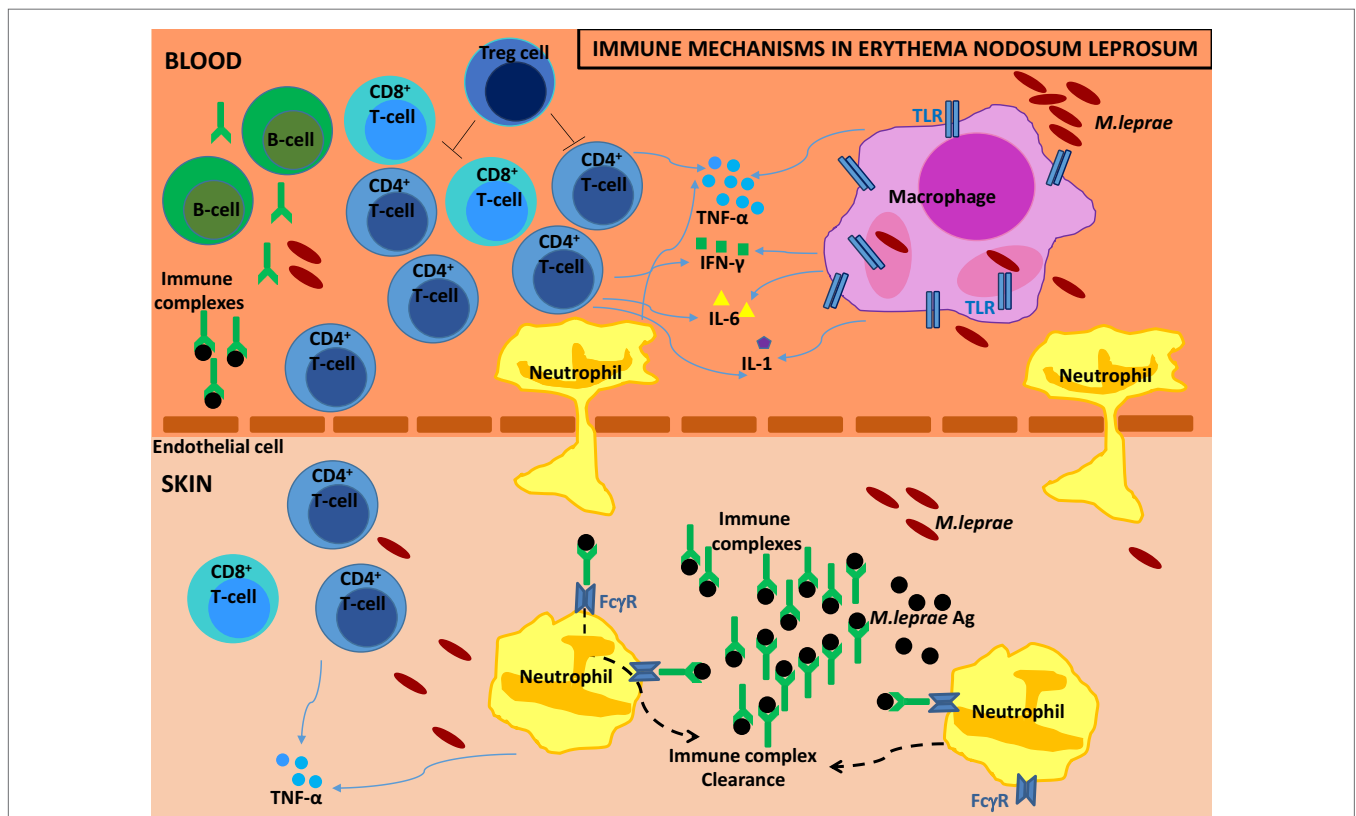 IMMUNE MECHANISMS IN ERYTHEMA NODOSUM LEPROSUM
BLOOD
Treg cell
CD8⁺
T-cell
B-cell
B-cell
CD4⁺
T-cell
CD8⁺
T-cell
CD4⁺
T-cell
CD4⁺
T-cell
CD4⁺
T-cell
CD4⁺
T-cell
Immune
complexes
TNF-α
IFN-γ
IL-6
IL-1
TLR
M.leprae
Macrophage
TLR
Neutrophil
Neutrophil
Endothelial cell
SKIN
CD4⁺
T-cell
CD8⁺
T-cell
CD4⁺
T-cell
TNF-α
Immune
complexes
M.leprae
FcγR
M.leprae Ag
Neutrophil
Neutrophil
Immune complex
Clearance
FcγR